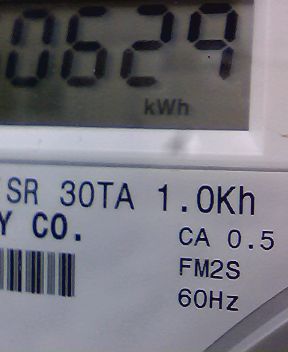 0629
kWh
SR 30TA 1.0Kh
Y CO.
CA 0.5
FM2S
60Hz